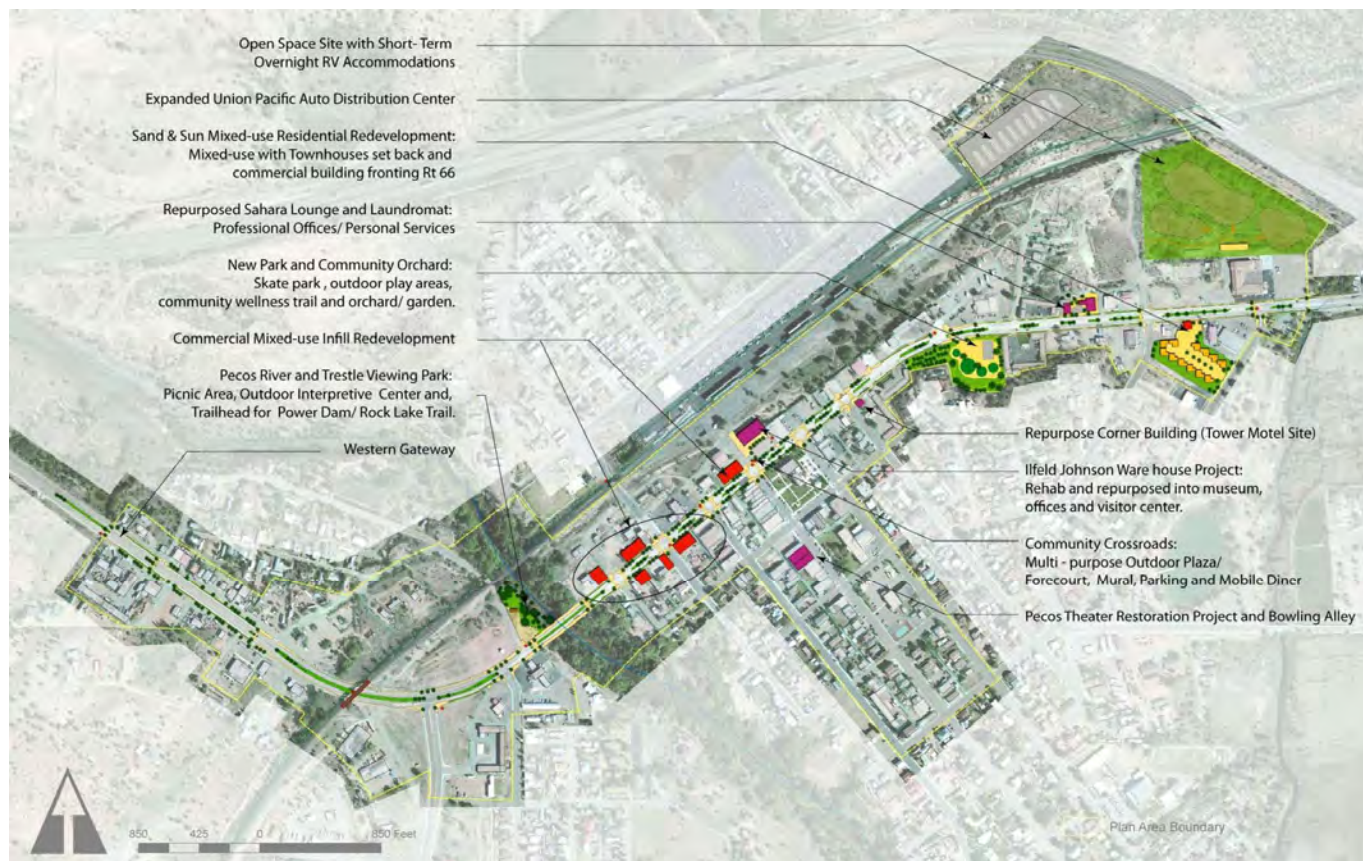 Open Space Site with Short- Term
Overnight RV Accommodations
Expanded Union Pacific Auto Distribution Center
Sand & Sun Mixed-use Residential Redevelopment:
Mixed-use with Townhouses set back and
commercial building fronting Rt 66
Repurposed Sahara Lounge and Laundromat:
Professional Offices/ Personal Services
New Park and Community Orchard:
Skate park , outdoor play areas,
community wellness trail and orchard/ garden.
Commercial Mixed-use Infill Redevelopment
Pecos River and Trestle Viewing Park:
Picnic Area, Outdoor Interpretive Center and,
Trailhead for Power Dam/ Rock Lake Trail.
Western Gateway
Repurpose Corner Building (Tower Motel Site)
Ilfeld Johnson Ware house Project:
Rehab and repurposed into museum,
offices and visitor center.
Community Crossroads:
Multi - purpose Outdoor Plaza/
Forecourt, Mural, Parking and Mobile Diner
Pecos Theater Restoration Project and Bowling Alley
850 425 0 850 Feet
Plan Area Boundary